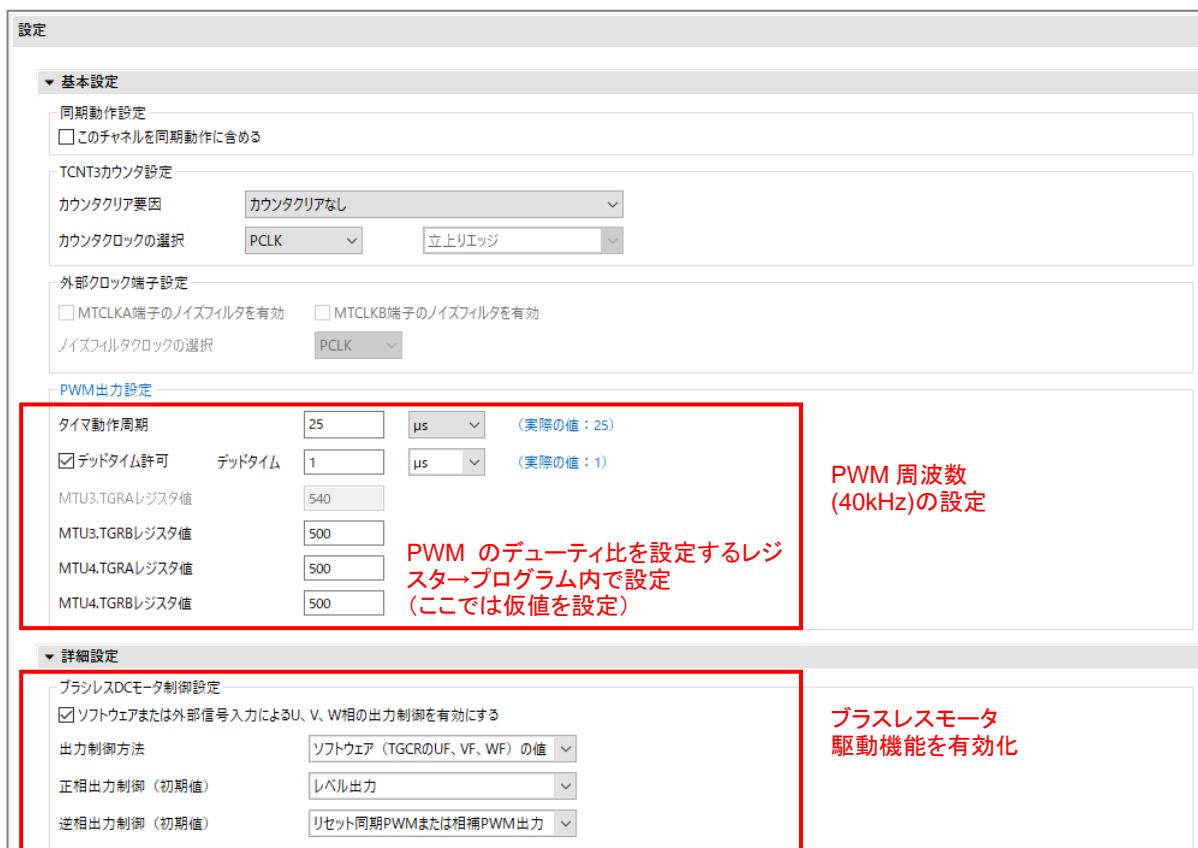 設定
基本設定
同期動作設定
このチャネルを同期動作に含める
TCNT3カウンタ設定
カウンタクリア要因 カウンタクリアなし
カウンタクロックの選択 PCLK 立上りエッジ
外部クロック端子設定
MTCLKA端子のノイズフィルタを有効 MTCLKB端子のノイズフィルタを有効
ノイズフィルタクロックの選択 PCLK
PWM出力設定
タイマ動作周期 25 µs （実際の値：25）
デッドタイム許可 デッドタイム 1 µs （実際の値：1）
MTU3.TGRAレジスタ値 540
MTU3.TGRBレジスタ値 500
MTU4.TGRAレジスタ値 500
MTU4.TGRBレジスタ値 500
PWM 周波数
(40kHz)の設定
PWM のデューティ比を設定するレジ
スタ→プログラム内で設定
（ここでは仮値を設定）
詳細設定
ブラシレスDCモータ制御設定
ソフトウェアまたは外部信号入力によるU、V、W相の出力制御を有効にする
出力制御方法 ソフトウェア（TGCRのUF、VF、WF）の値
正相出力制御（初期値） レベル出力
逆相出力制御（初期値） リセット同期PWMまたは相補PWM出力
ブラスレスモータ
駆動機能を有効化